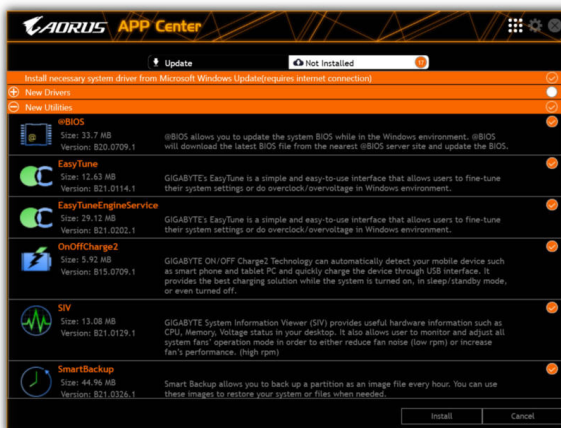 AORUS APP Center
Update
Not Installed
17
Install necessary system driver from Microsoft Windows Update(requires internet connection)
New Drivers
New Utilities
@BIOS
Size: 33.7 MB
Version: B20.0709.1
@BIOS allows you to update the system BIOS while in the Windows environment. @BIOS
will download the latest BIOS file from the nearest @BIOS server site and update the BIOS.
EasyTune
Size: 12.63 MB
Version: B21.0114.1
GIGABYTE's EasyTune is a simple and easy-to-use interface that allows users to fine-tune
their system settings or do overclock/overvoltage in Windows environment.
EasyTuneEngineService
Size: 29.12 MB
Version: B21.0202.1
GIGABYTE's EasyTune is a simple and easy-to-use interface that allows users to fine-tune
their system settings or do overclock/overvoltage in Windows environment.
OnOffCharge2
Size: 5.92 MB
Version: B15.0709.1
GIGABYTE ON/OFF Charge2 Technology can automatically detect your mobile device such
as smart phone and tablet PC and quickly charge the device through USB interface. It
provides the best charging solution while the system is turned on, in sleep/standby mode,
or even turned off.
SIV
Size: 13.08 MB
Version: B21.0129.1
GIGABYTE System Information Viewer (SIV) provides useful hardware information such as
CPU, Memory, Voltage status in your desktop. It also allows user to monitor and adjust all
system fans' operation mode in order to either reduce fan noise (low rpm) or increase
fan's performance. (high rpm)
SmartBackup
Size: 44.96 MB
Version: B21.0326.1
Smart Backup allows you to back up a partition as an image file every hour. You can use
these images to restore your system or files when needed.
Install
Cancel